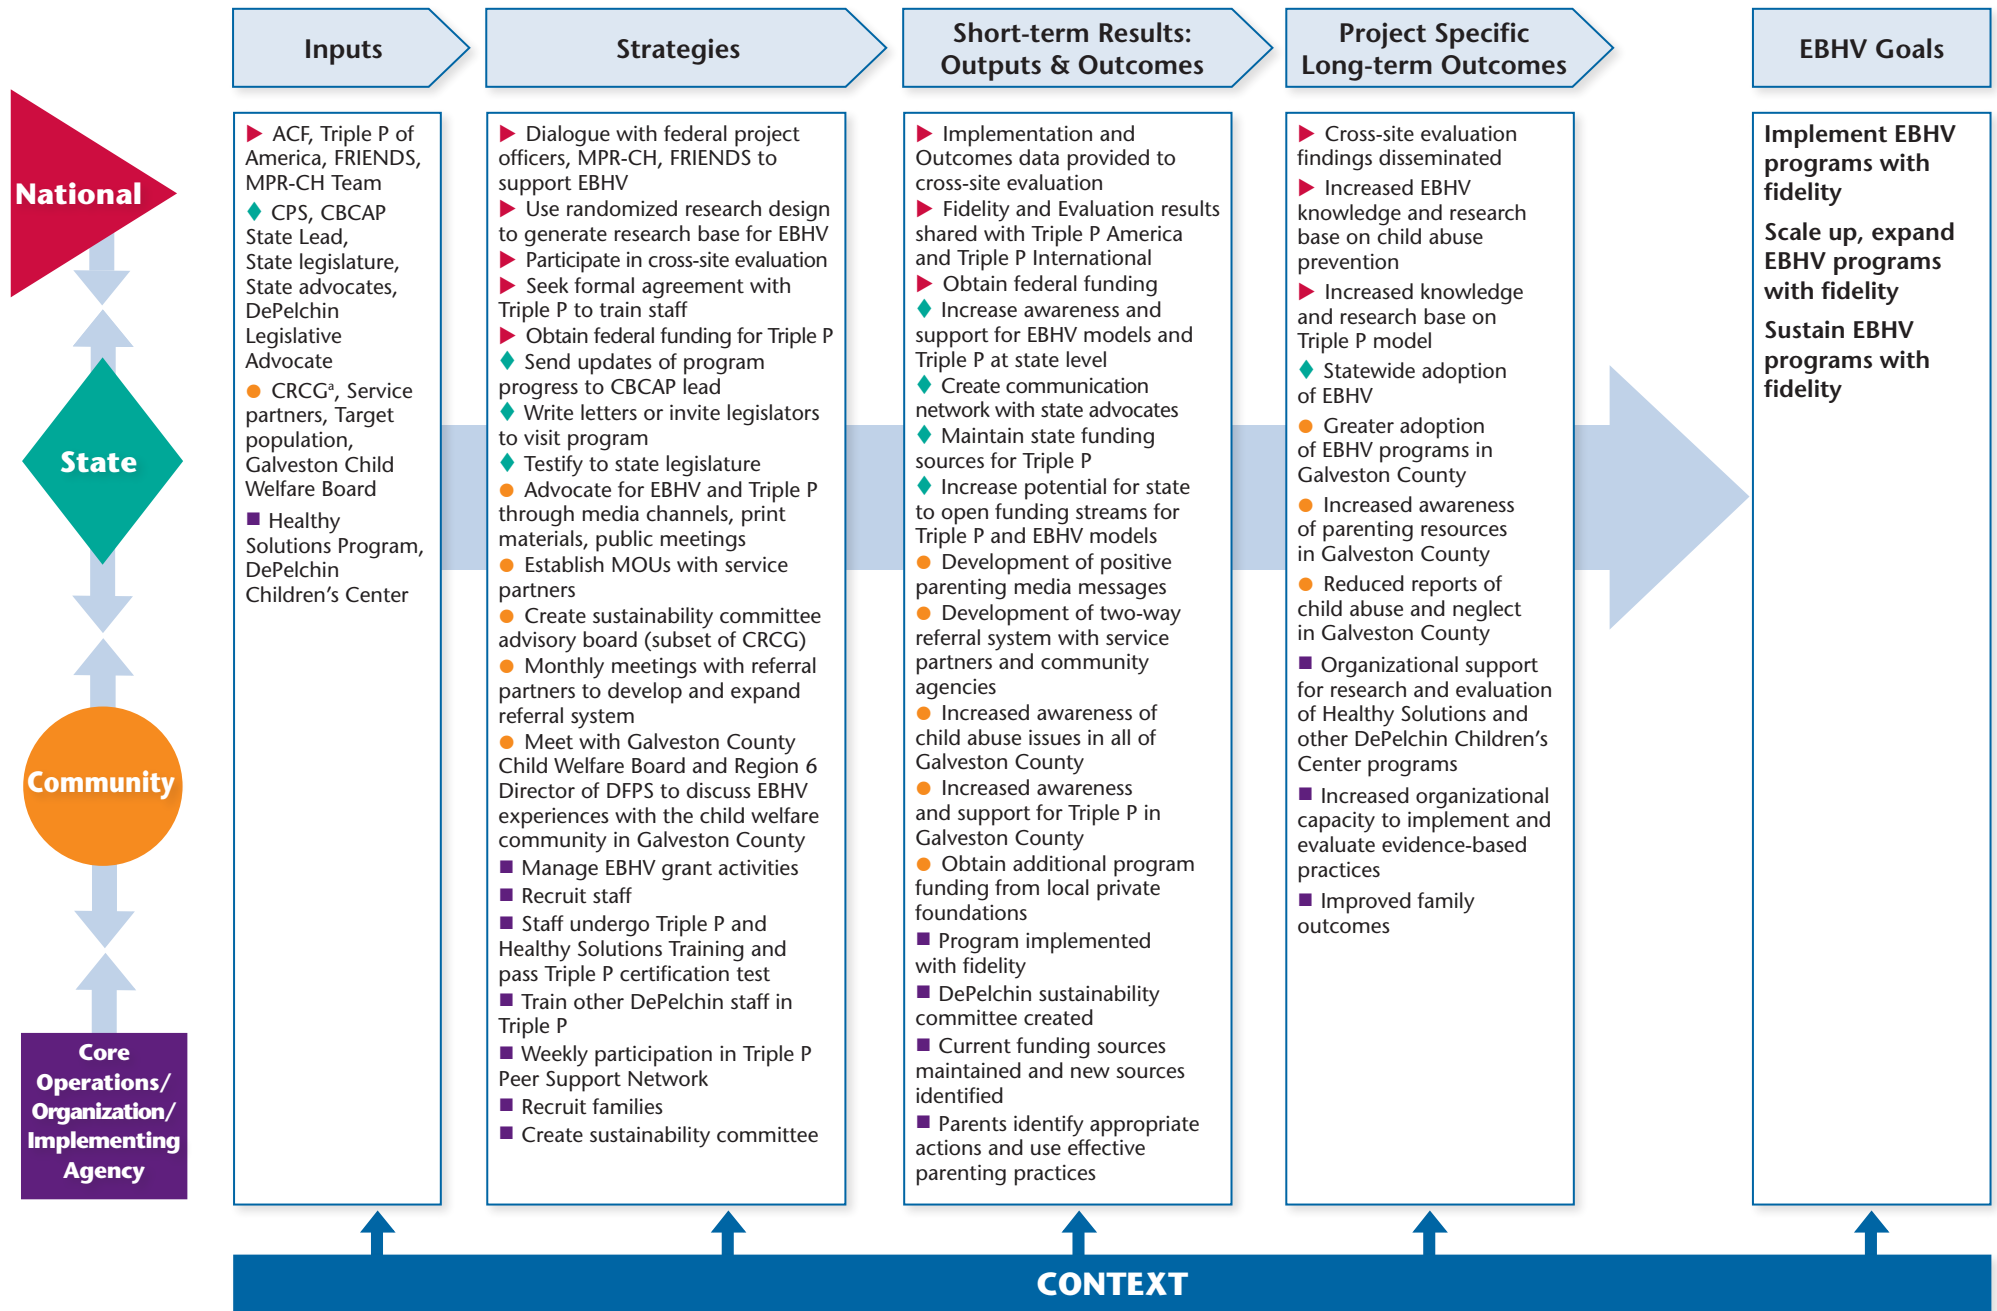 Inputs
Strategies
Short-term Results:
Outputs & Outcomes
Project Specific
Long-term Outcomes
EBHV Goals
National
State
Community
Core
Operations/
Organization/
Implementing
Agency
ACF, Triple P of
America, FRIENDS,
MPR-CH Team
CPS, CBCAP
State Lead,
State legislature,
State advocates,
DePelchin
Legislative
Advocate
CRCGᵃ, Service
partners, Target
population,
Galveston Child
Welfare Board
Healthy
Solutions Program,
DePelchin
Children's Center
Dialogue with federal project
officers, MPR-CH, FRIENDS to
support EBHV
Use randomized research design
to generate research base for EBHV
Participate in cross-site evaluation
Seek formal agreement with
Triple P to train staff
Obtain federal funding for Triple P
Send updates of program
progress to CBCAP lead
Write letters or invite legislators
to visit program
Testify to state legislature
Advocate for EBHV and Triple P
through media channels, print
materials, public meetings
Establish MOUs with service
partners
Create sustainability committee
advisory board (subset of CRCG)
Monthly meetings with referral
partners to develop and expand
referral system
Meet with Galveston County
Child Welfare Board and Region 6
Director of DFPS to discuss EBHV
experiences with the child welfare
community in Galveston County
Manage EBHV grant activities
Recruit staff
Staff undergo Triple P and
Healthy Solutions Training and
pass Triple P certification test
Train other DePelchin staff in
Triple P
Weekly participation in Triple P
Peer Support Network
Recruit families
Create sustainability committee
Implementation and
Outcomes data provided to
cross-site evaluation
Fidelity and Evaluation results
shared with Triple P America
and Triple P International
Obtain federal funding
Increase awareness and
support for EBHV models and
Triple P at state level
Create communication
network with state advocates
Maintain state funding
sources for Triple P
Increase potential for state
to open funding streams for
Triple P and EBHV models
Development of positive
parenting media messages
Development of two-way
referral system with service
partners and community
agencies
Increased awareness of
child abuse issues in all of
Galveston County
Increased awareness
and support for Triple P in
Galveston County
Obtain additional program
funding from local private
foundations
Program implemented
with fidelity
DePelchin sustainability
committee created
Current funding sources
maintained and new sources
identified
Parents identify appropriate
actions and use effective
parenting practices
Cross-site evaluation
findings disseminated
Increased EBHV
knowledge and research
base on child abuse
prevention
Increased knowledge
and research base on
Triple P model
Statewide adoption
of EBHV
Greater adoption
of EBHV programs in
Galveston County
Increased awareness
of parenting resources
in Galveston County
Reduced reports of
child abuse and neglect
in Galveston County
Organizational support
for research and evaluation
of Healthy Solutions and
other DePelchin Children's
Center programs
Increased organizational
capacity to implement and
evaluate evidence-based
practices
Improved family
outcomes
Implement EBHV
programs with
fidelity
Scale up, expand
EBHV programs
with fidelity
Sustain EBHV
programs with
fidelity
CONTEXT